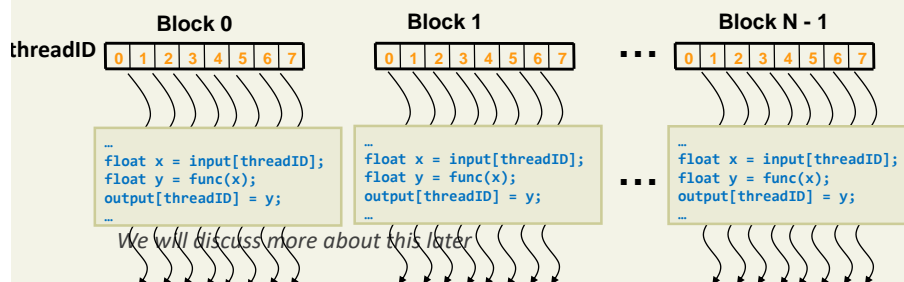 Block 0
Block 1
Block N - 1
threadID
0 1 2 3 4 5 6 7
0 1 2 3 4 5 6 7
...
0 1 2 3 4 5 6 7
…
float x = input[threadID];
float y = func(x);
output[threadID] = y;
…
…
float x = input[threadID];
float y = func(x);
output[threadID] = y;
…
...
…
float x = input[threadID];
float y = func(x);
output[threadID] = y;
…
We will discuss more about this later